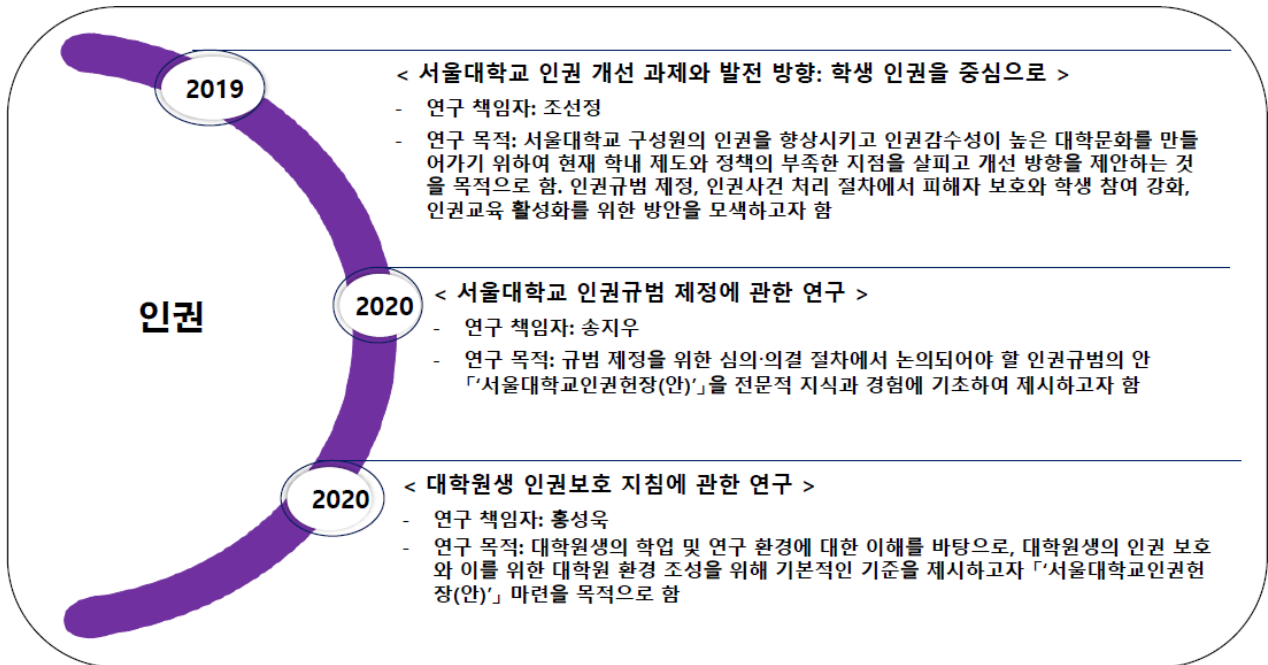 2019
< 서울대학교 인권 개선 과제와 발전 방향: 학생 인권을 중심으로 >
- 연구 책임자: 조선정
- 연구 목적: 서울대학교 구성원의 인권을 향상시키고 인권감수성이 높은 대학문화를 만들
어가기 위하여 현재 학내 제도와 정책의 부족한 지점을 살피고 개선 방향을 제안하는 것
을 목적으로 함. 인권규범 제정, 인권사건 처리 절차에서 피해자 보호와 학생 참여 강화,
인권교육 활성화를 위한 방안을 모색하고자 함
인권
2020
< 서울대학교 인권규범 제정에 관한 연구 >
- 연구 책임자: 송지우
- 연구 목적: 규범 제정을 위한 심의·의결 절차에서 논의되어야 할 인권규범의 안
「‘서울대학교인권헌장(안)’」을 전문적 지식과 경험에 기초하여 제시하고자 함
2020
< 대학원생 인권보호 지침에 관한 연구 >
- 연구 책임자: 홍성욱
- 연구 목적: 대학원생의 학업 및 연구 환경에 대한 이해를 바탕으로, 대학원생의 인권 보호
와 이를 위한 대학원 환경 조성을 위해 기본적인 기준을 제시하고자 「‘서울대학교인권헌
장(안)’」 마련을 목적으로 함